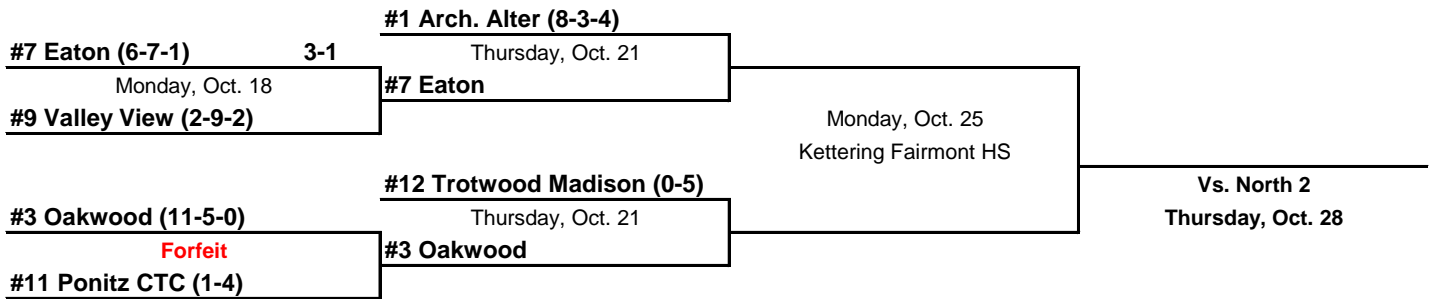 #1 Arch. Alter (8-3-4)
#7 Eaton (6-7-1) 3-1
Thursday, Oct. 21
Monday, Oct. 18
#7 Eaton
#9 Valley View (2-9-2)
Monday, Oct. 25
Kettering Fairmont HS
#12 Trotwood Madison (0-5)
Vs. North 2
#3 Oakwood (11-5-0)
Thursday, Oct. 21
Thursday, Oct. 28
Forfeit
#3 Oakwood
#11 Ponitz CTC (1-4)